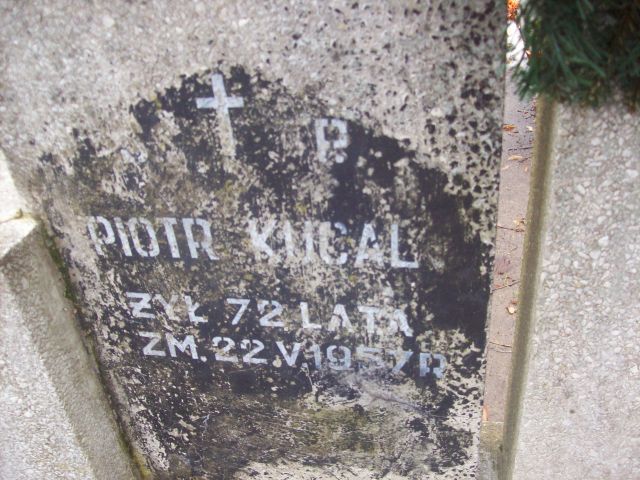 P.
PIOTR KUCAL
ŻYŁ 72 LATA
ZM. 22.V.1957R